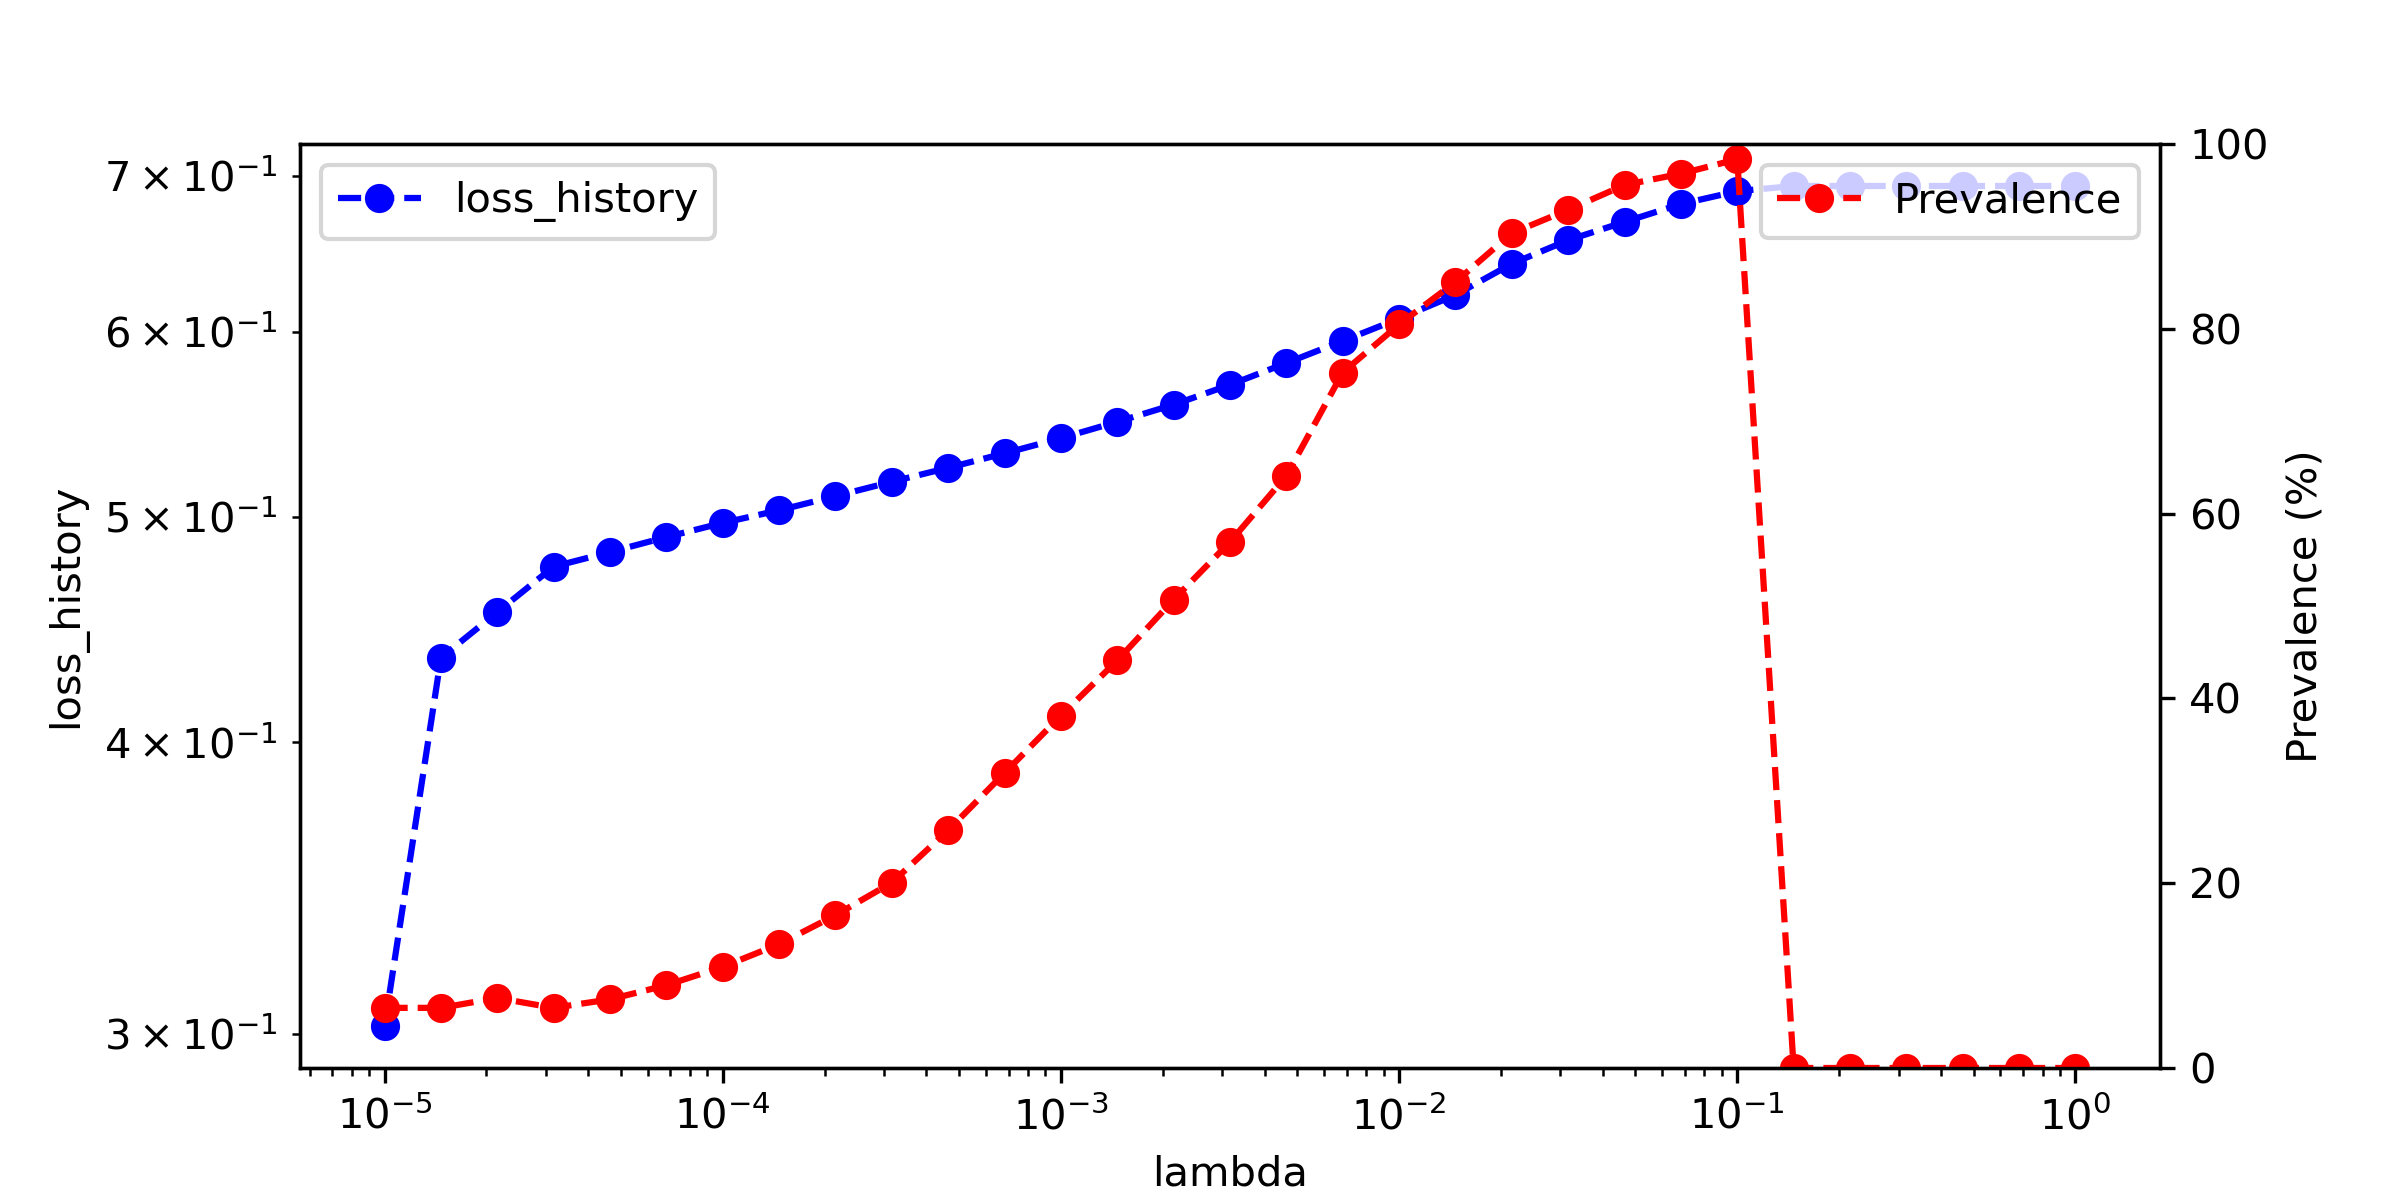 loss_history
Prevalence
7 × 10⁻¹
6 × 10⁻¹
5 × 10⁻¹
4 × 10⁻¹
3 × 10⁻¹
loss_history
100
80
60
40
20
0
Prevalence (%)
10⁻⁵ 10⁻⁴ 10⁻³ 10⁻² 10⁻¹ 10⁰
lambda